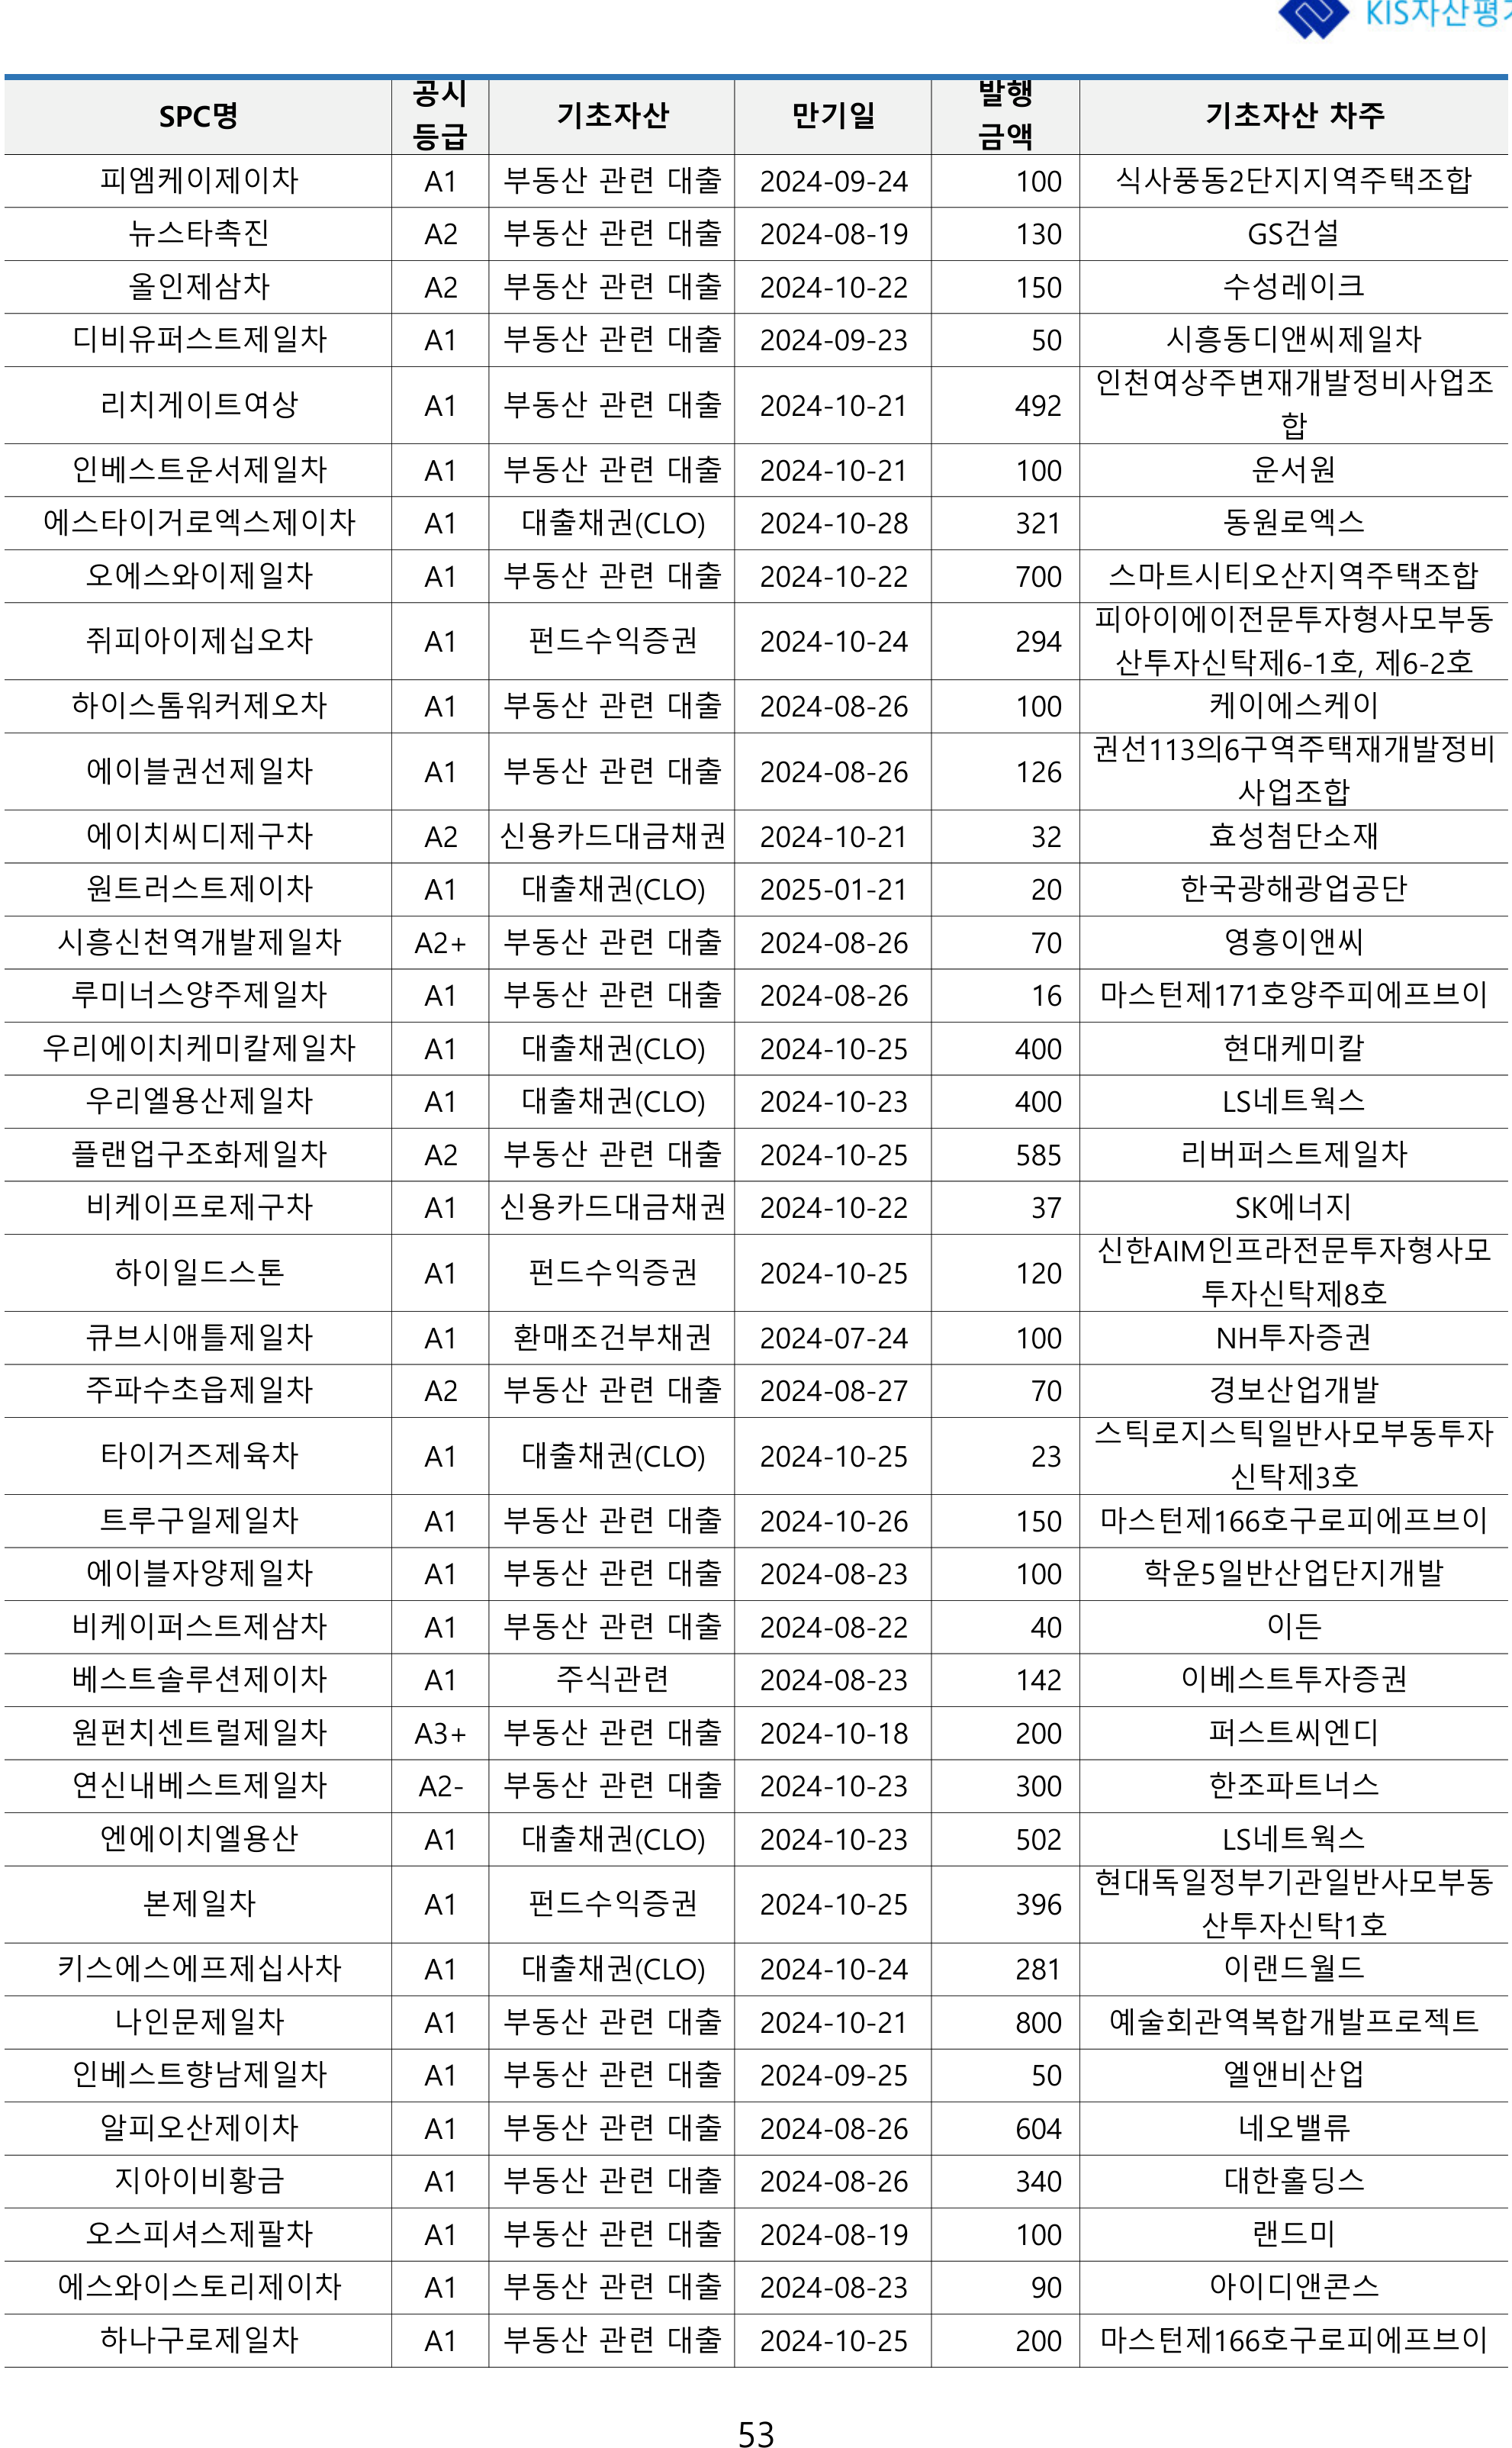 KIS자산평가
SPC명 공시등급 기초자산 만기일 발행금액 기초자산 차주
피엠케이제이차 A1 부동산 관련 대출 2024-09-24 100 식사풍동2단지지역주택조합
뉴스타촉진 A2 부동산 관련 대출 2024-08-19 130 GS건설
올인제삼차 A2 부동산 관련 대출 2024-10-22 150 수성레이크
디비유퍼스트제일차 A1 부동산 관련 대출 2024-09-23 50 시흥동디앤씨제일차
리치게이트여상 A1 부동산 관련 대출 2024-10-21 492 인천여상주변재개발정비사업조합
인베스트운서제일차 A1 부동산 관련 대출 2024-10-21 100 운서원
에스타이거로엑스제이차 A1 대출채권(CLO) 2024-10-28 321 동원로엑스
오에스와이제일차 A1 부동산 관련 대출 2024-10-22 700 스마트시티오산지역주택조합
쥐피아이제십오차 A1 펀드수익증권 2024-10-24 294 피아이에이전문투자형사모부동산투자신탁제6-1호, 제6-2호
하이스톰워커제오차 A1 부동산 관련 대출 2024-08-26 100 케이에스케이
에이블권선제일차 A1 부동산 관련 대출 2024-08-26 126 권선113의6구역주택재개발정비사업조합
에이치씨디제구차 A2 신용카드대금채권 2024-10-21 32 효성첨단소재
원트러스트제이차 A1 대출채권(CLO) 2025-01-21 20 한국광해광업공단
시흥신천역개발제일차 A2+ 부동산 관련 대출 2024-08-26 70 영흥이앤씨
루미너스양주제일차 A1 부동산 관련 대출 2024-08-26 16 마스턴제171호양주피에프브이
우리에이치케미칼제일차 A1 대출채권(CLO) 2024-10-25 400 현대케미칼
우리엘용산제일차 A1 대출채권(CLO) 2024-10-23 400 LS네트웍스
플랜업구조화제일차 A2 부동산 관련 대출 2024-10-25 585 리버퍼스트제일차
비케이프로제구차 A1 신용카드대금채권 2024-10-22 37 SK에너지
하이일드스톤 A1 펀드수익증권 2024-10-25 120 신한AIM인프라전문투자형사모투자신탁제8호
큐브시애틀제일차 A1 환매조건부채권 2024-07-24 100 NH투자증권
주파수초읍제일차 A2 부동산 관련 대출 2024-08-27 70 경보산업개발
타이거즈제육차 A1 대출채권(CLO) 2024-10-25 23 스틱로지스틱일반사모부동투자신탁제3호
트루구일제일차 A1 부동산 관련 대출 2024-10-26 150 마스턴제166호구로피에프브이
에이블자양제일차 A1 부동산 관련 대출 2024-08-23 100 학운5일반산업단지개발
비케이퍼스트제삼차 A1 부동산 관련 대출 2024-08-22 40 이든
베스트솔루션제이차 A1 주식관련 2024-08-23 142 이베스트투자증권
원펀치센트럴제일차 A3+ 부동산 관련 대출 2024-10-18 200 퍼스트씨엔디
연신내베스트제일차 A2- 부동산 관련 대출 2024-10-23 300 한조파트너스
엔에이치엘용산 A1 대출채권(CLO) 2024-10-23 502 LS네트웍스
본제일차 A1 펀드수익증권 2024-10-25 396 현대독일정부기관일반사모부동산투자신탁1호
키스에스에프제십사차 A1 대출채권(CLO) 2024-10-24 281 이랜드월드
나인문제일차 A1 부동산 관련 대출 2024-10-21 800 예술회관역복합개발프로젝트
인베스트향남제일차 A1 부동산 관련 대출 2024-09-25 50 엘앤비산업
알피오산제이차 A1 부동산 관련 대출 2024-08-26 604 네오밸류
지아이비황금 A1 부동산 관련 대출 2024-08-26 340 대한홀딩스
오스피셔스제팔차 A1 부동산 관련 대출 2024-08-19 100 랜드미
에스와이스토리제이차 A1 부동산 관련 대출 2024-08-23 90 아이디앤콘스
하나구로제일차 A1 부동산 관련 대출 2024-10-25 200 마스턴제166호구로피에프브이
53